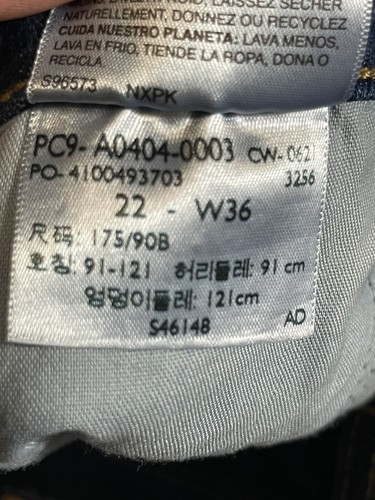 LAISSEZ SÉCHER
NATURELLEMENT, DONNEZ OU RECYCLEZ
CUIDA NUESTRO PLANETA: LAVA MENOS,
LAVA EN FRIO, TIENDE LA ROPA, DONA O
RECICLA
S96573 NXPK
PC9- A0404-0003 CW- 062
PO- 4100493703 3256
22 - W36
尺码: 175/90B
호칭: 91-121 허리둘레: 91 cm
엉덩이둘레: 121cm
S46148 AD